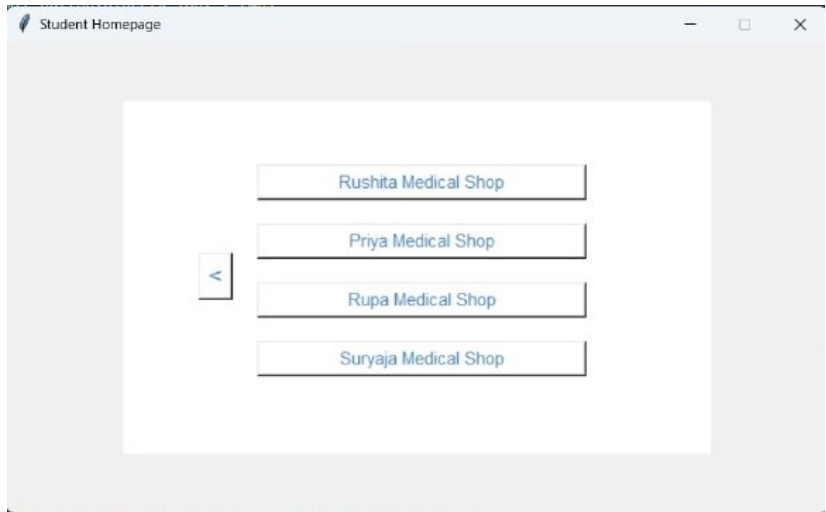 Student Homepage
Rushita Medical Shop
Priya Medical Shop
<
Rupa Medical Shop
Suryaja Medical Shop